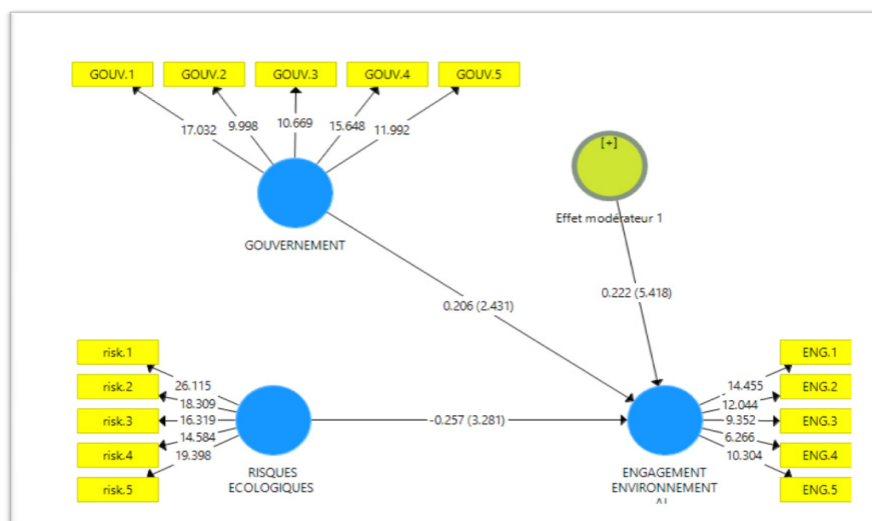 GOUV.1 GOUV.2 GOUV.3 GOUV.4 GOUV.5
17.032 9.998 10.669 15.648 11.992
[+]
Effet modérateur 1
GOUVERNEMENT
0.206 (2.431)
0.222 (5.418)
risk.1
risk.2
risk.3
risk.4
risk.5
26.115
18.309
16.319
14.584
19.398
RISQUES
ECOLOGIQUES
-0.257 (3.281)
14.455
12.044
9.352
6.266
10.304
ENG.1
ENG.2
ENG.3
ENG.4
ENG.5
ENGAGEMENT
ENVIRONNEMENT
AL